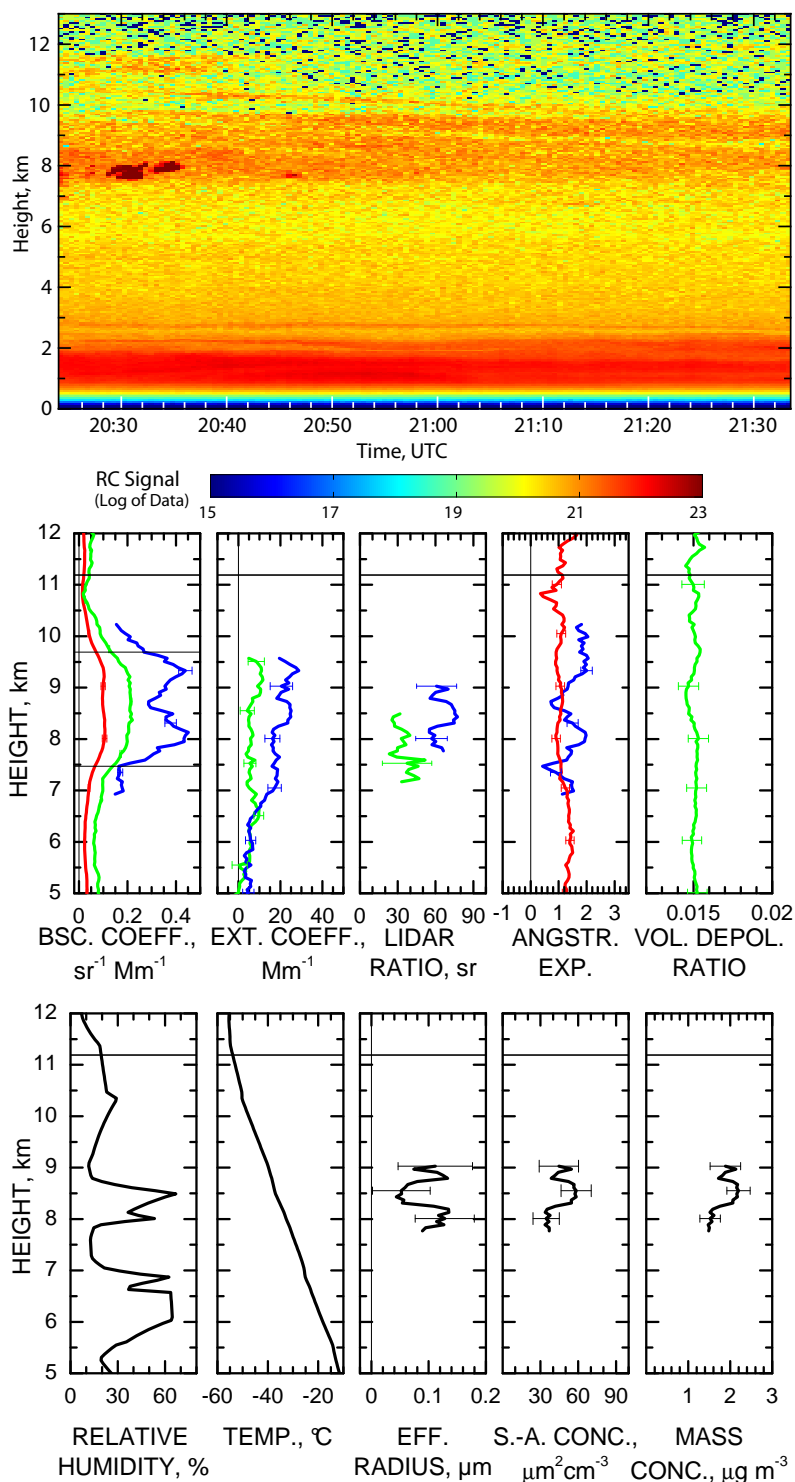 12
10
8
6
4
2
0
Height, km
20:30 20:40 20:50 21:00 21:10 21:20 21:30
Time, UTC
RC Signal
(Log of Data)
15 17 19 21 23
12
11
10
9
8
7
6
5
HEIGHT, km
0 0.2 0.4
0 20 40
0 30 60 90
-1 0 1 2 3
0.015 0.02
BSC. COEFF., EXT. COEFF., LIDAR ANGSTR. VOL. DEPOL.
sr-1 Mm-1 Mm-1 RATIO, sr EXP. RATIO
12
11
10
9
8
7
6
5
HEIGHT, km
0 30 60
-60 -40 -20
0 0.1 0.2
30 60 90
1 2 3
RELATIVE TEMP., °C EFF. S.-A. CONC., MASS
HUMIDITY, % RADIUS, µm µm2cm-3 CONC., µg m-3